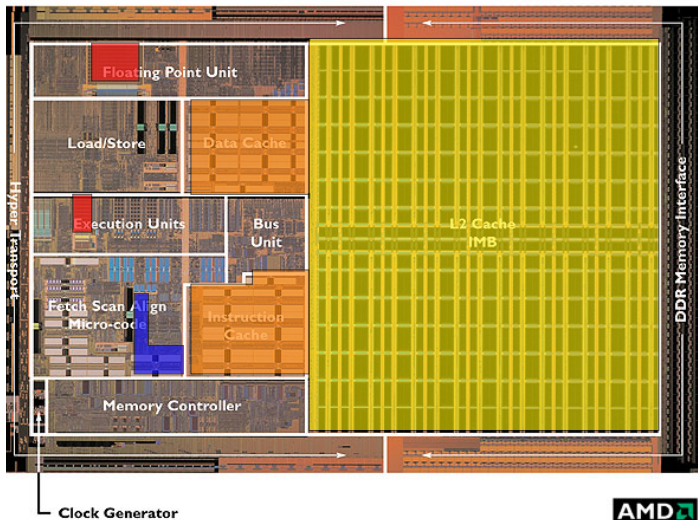 Floating Point Unit
Load/Store
Data Cache
Hyper Transport
Execution Units
Bus
Unit
L2 Cache
IMB
DDR Memory Interface
Fetch Scan Align
Micro-code
Instruction
Cache
Memory Controller
Clock Generator
AMD